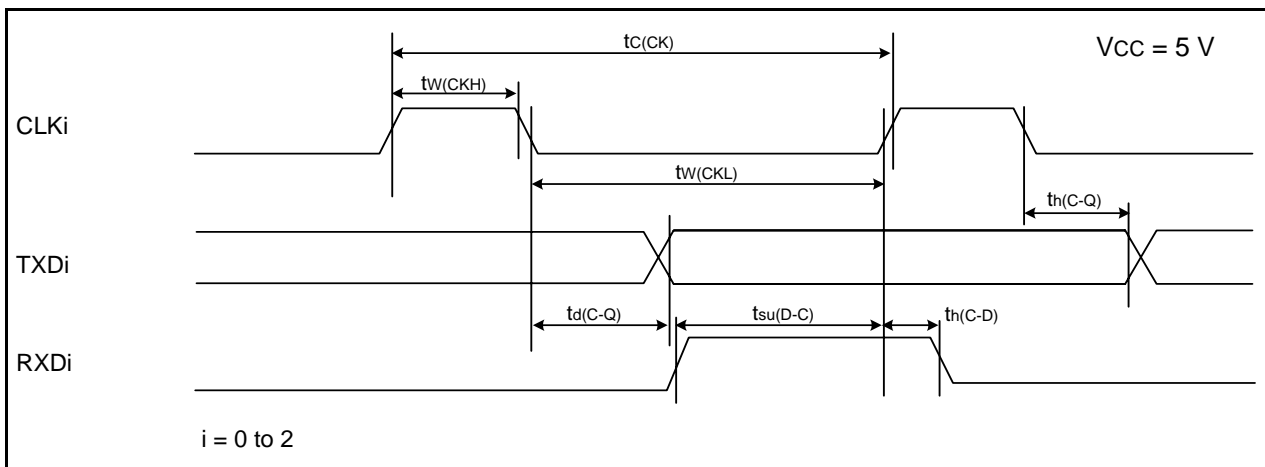 tC(CK)
VCC = 5 V
tW(CKH)
CLKi
tW(CKL)
th(C-Q)
TXDi
td(C-Q)
tsu(D-C)
th(C-D)
RXDi
i = 0 to 2